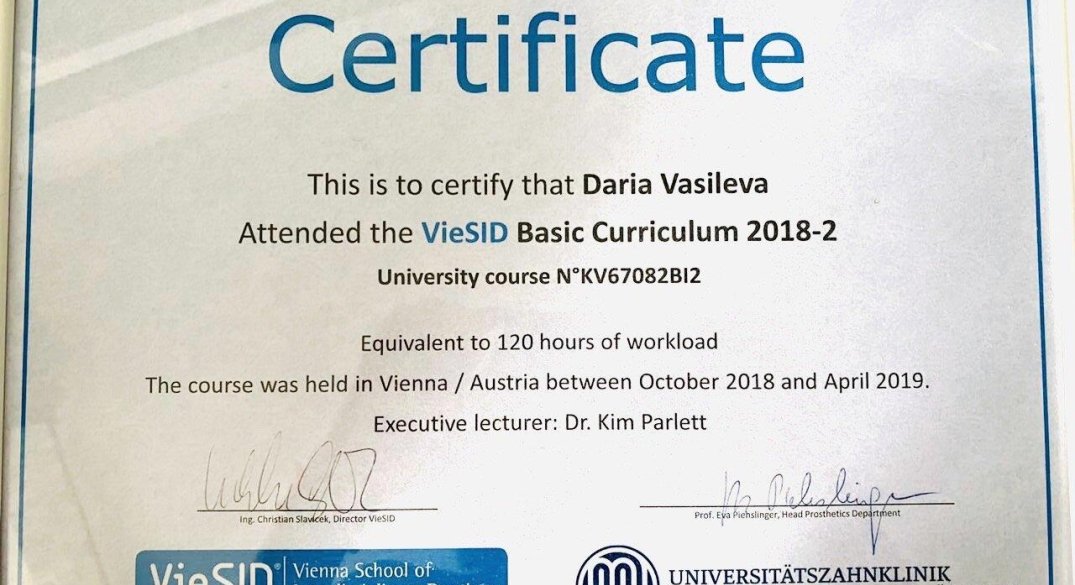 Certificate
This is to certify that Daria Vasileva
Attended the VieSID Basic Curriculum 2018-2
University course N°KV67082BI2
Equivalent to 120 hours of workload
The course was held in Vienna / Austria between October 2018 and April 2019.
Executive lecturer: Dr. Kim Parlett
Ing. Christian Slavicek, Director VieSID
Prof. Eva Piehslinger, Head Prosthetics Department
VieSID® Vienna School of
UNIVERSITÄTSZAHNKLINIK